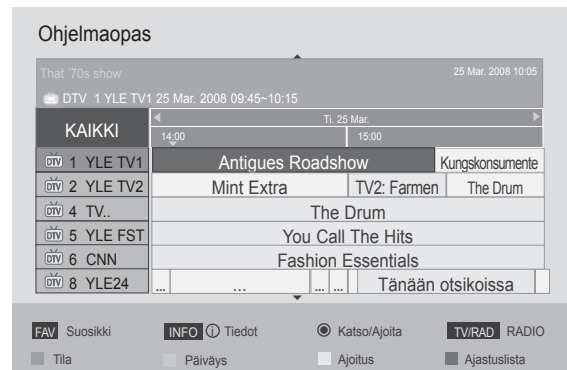 Ohjelmaopas
That '70s show 25 Mar. 2008 10:05
DTV 1 YLE TV1 25 Mar. 2008 09:45~10:15
KAIKKI Ti. 25 Mar.
14:00 15:00
DTV 1 YLE TV1 Antigues Roadshow Kungskonsumente
DTV 2 YLE TV2 Mint Extra TV2: Farmen The Drum
DTV 4 TV.. The Drum
DTV 5 YLE FST You Call The Hits
DTV 6 CNN Fashion Essentials
DTV 8 YLE24 ... ... ... ... Tänään otsikoissa
FAV Suosikki INFO i Tiedot Katso/Ajoita TV/RAD RADIO
Tila Päiväys Ajoitus Ajastuslista